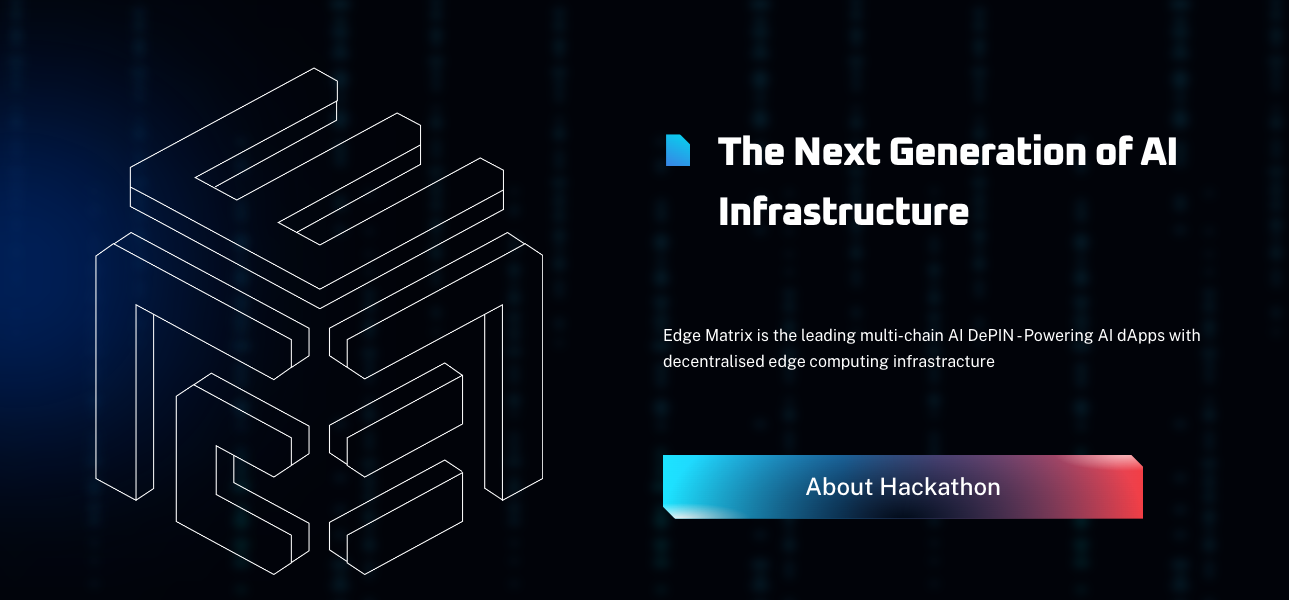 The Next Generation of AI
Infrastructure
Edge Matrix is the leading multi-chain AI DePIN - Powering AI dApps with
decentralised edge computing infrastracture
About Hackathon